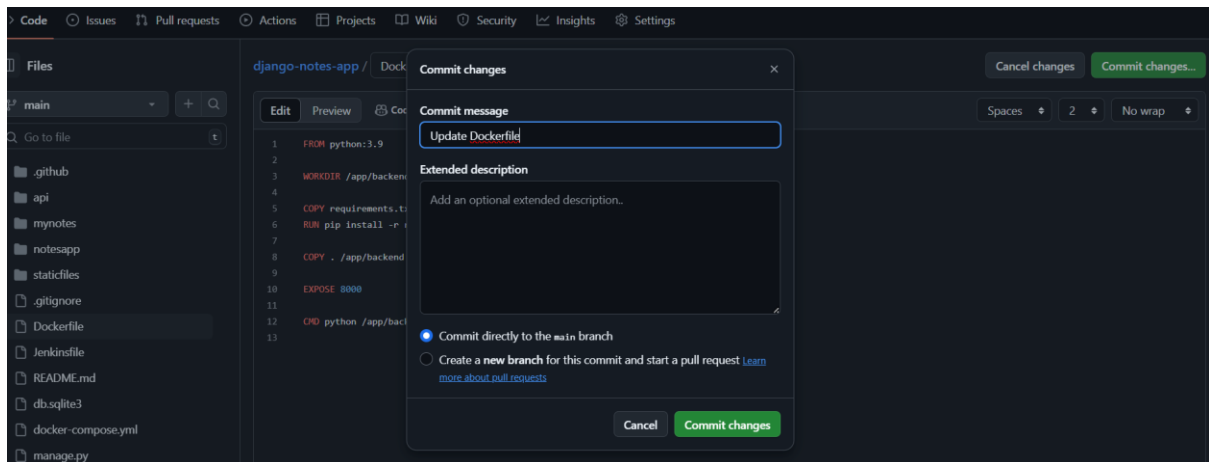 Code Issues Pull requests Actions Projects Wiki Security Insights Settings
Files
main
Go to file t
.github
api
mynotes
notesapp
staticfiles
.gitignore
Dockerfile
Jenkinsfile
README.md
db.sqlite3
docker-compose.yml
manage.py
django-notes-app / Dock
Cancel changes Commit changes...
Edit Preview
Spaces 2 No wrap
1 FROM python:3.9
2
3 WORKDIR /app/backend
4
5 COPY
6 RUN pip install -r
7
8 COPY . /app/backend
9
10 EXPOSE 8000
11
12 CMD python
13
Commit changes
Commit message
Update Dockerfile
Extended description
Add an optional extended description..
Commit directly to the main branch
Create a new branch for this commit and start a pull request Learn
more about pull requests
Cancel Commit changes